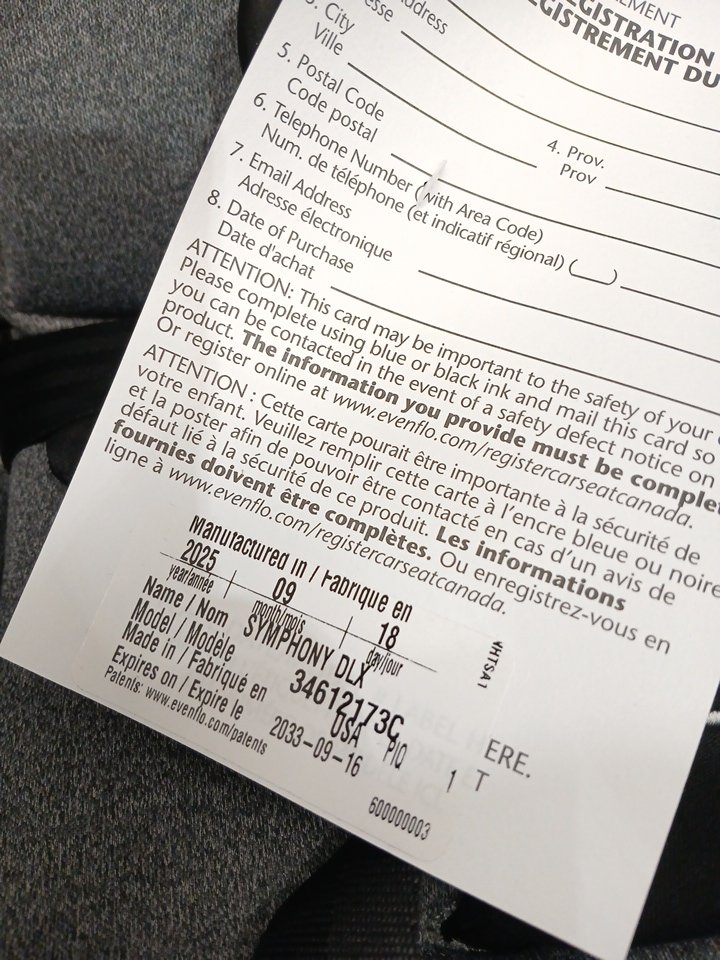 EMENT
EGISTRATION
EGISTREMENT DU
ddress
esse
3. City
Ville
4. Prov.
Prov
5. Postal Code
Code postal
6. Telephone Number (with Area Code)
Num. de téléphone (et indicatif régional) (
)
7. Email Address
Adresse électronique
8. Date of Purchase
Date d'achat
ATTENTION: This card may be important to the safety of your
Please complete using blue or black ink and mail this card so
you can be contacted in the event of a safety defect notice on
product. The information you provide must be comple
Or register online at www.evenflo.com/registercarseatcanada.
ATTENTION : Cette carte pourait être importante à la sécurité de
votre enfant. Veuillez remplir cette carte à l'encre bleue ou noire
et la poster afin de pouvoir être contacté en cas d'un avis de
défaut lié à la sécurité de ce produit. Les informations
fournies doivent être complètes. Ou enregistrez-vous en
ligne à www.evenflo.com/registercarseatcanada.
Manufactured in / Fabrique en
2025 09 18
year/année month/mois day/jour
Name / Nom SYMPHONY DLX
Model / Modèle 34612173C
Made in / Fabriqué en USA PIQ 1
Expires on / Expire le 2033-09-16
Patents: www.evenflo.com/patents
600000003
VHTSA1
ERE.
T